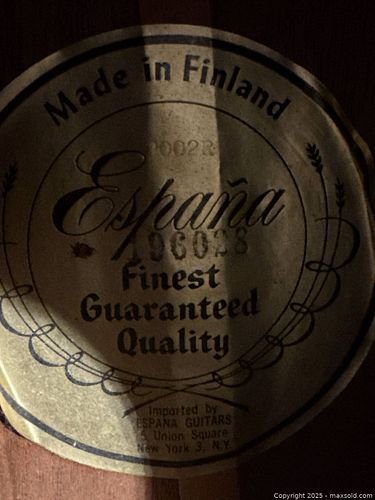 Made in Finland
España
196028
Finest
Guaranteed
Quality
Imported by
ESPANA GUITARS
5 Union Square
New York 3, N.Y.
Copyright 2025 - maxsold.com